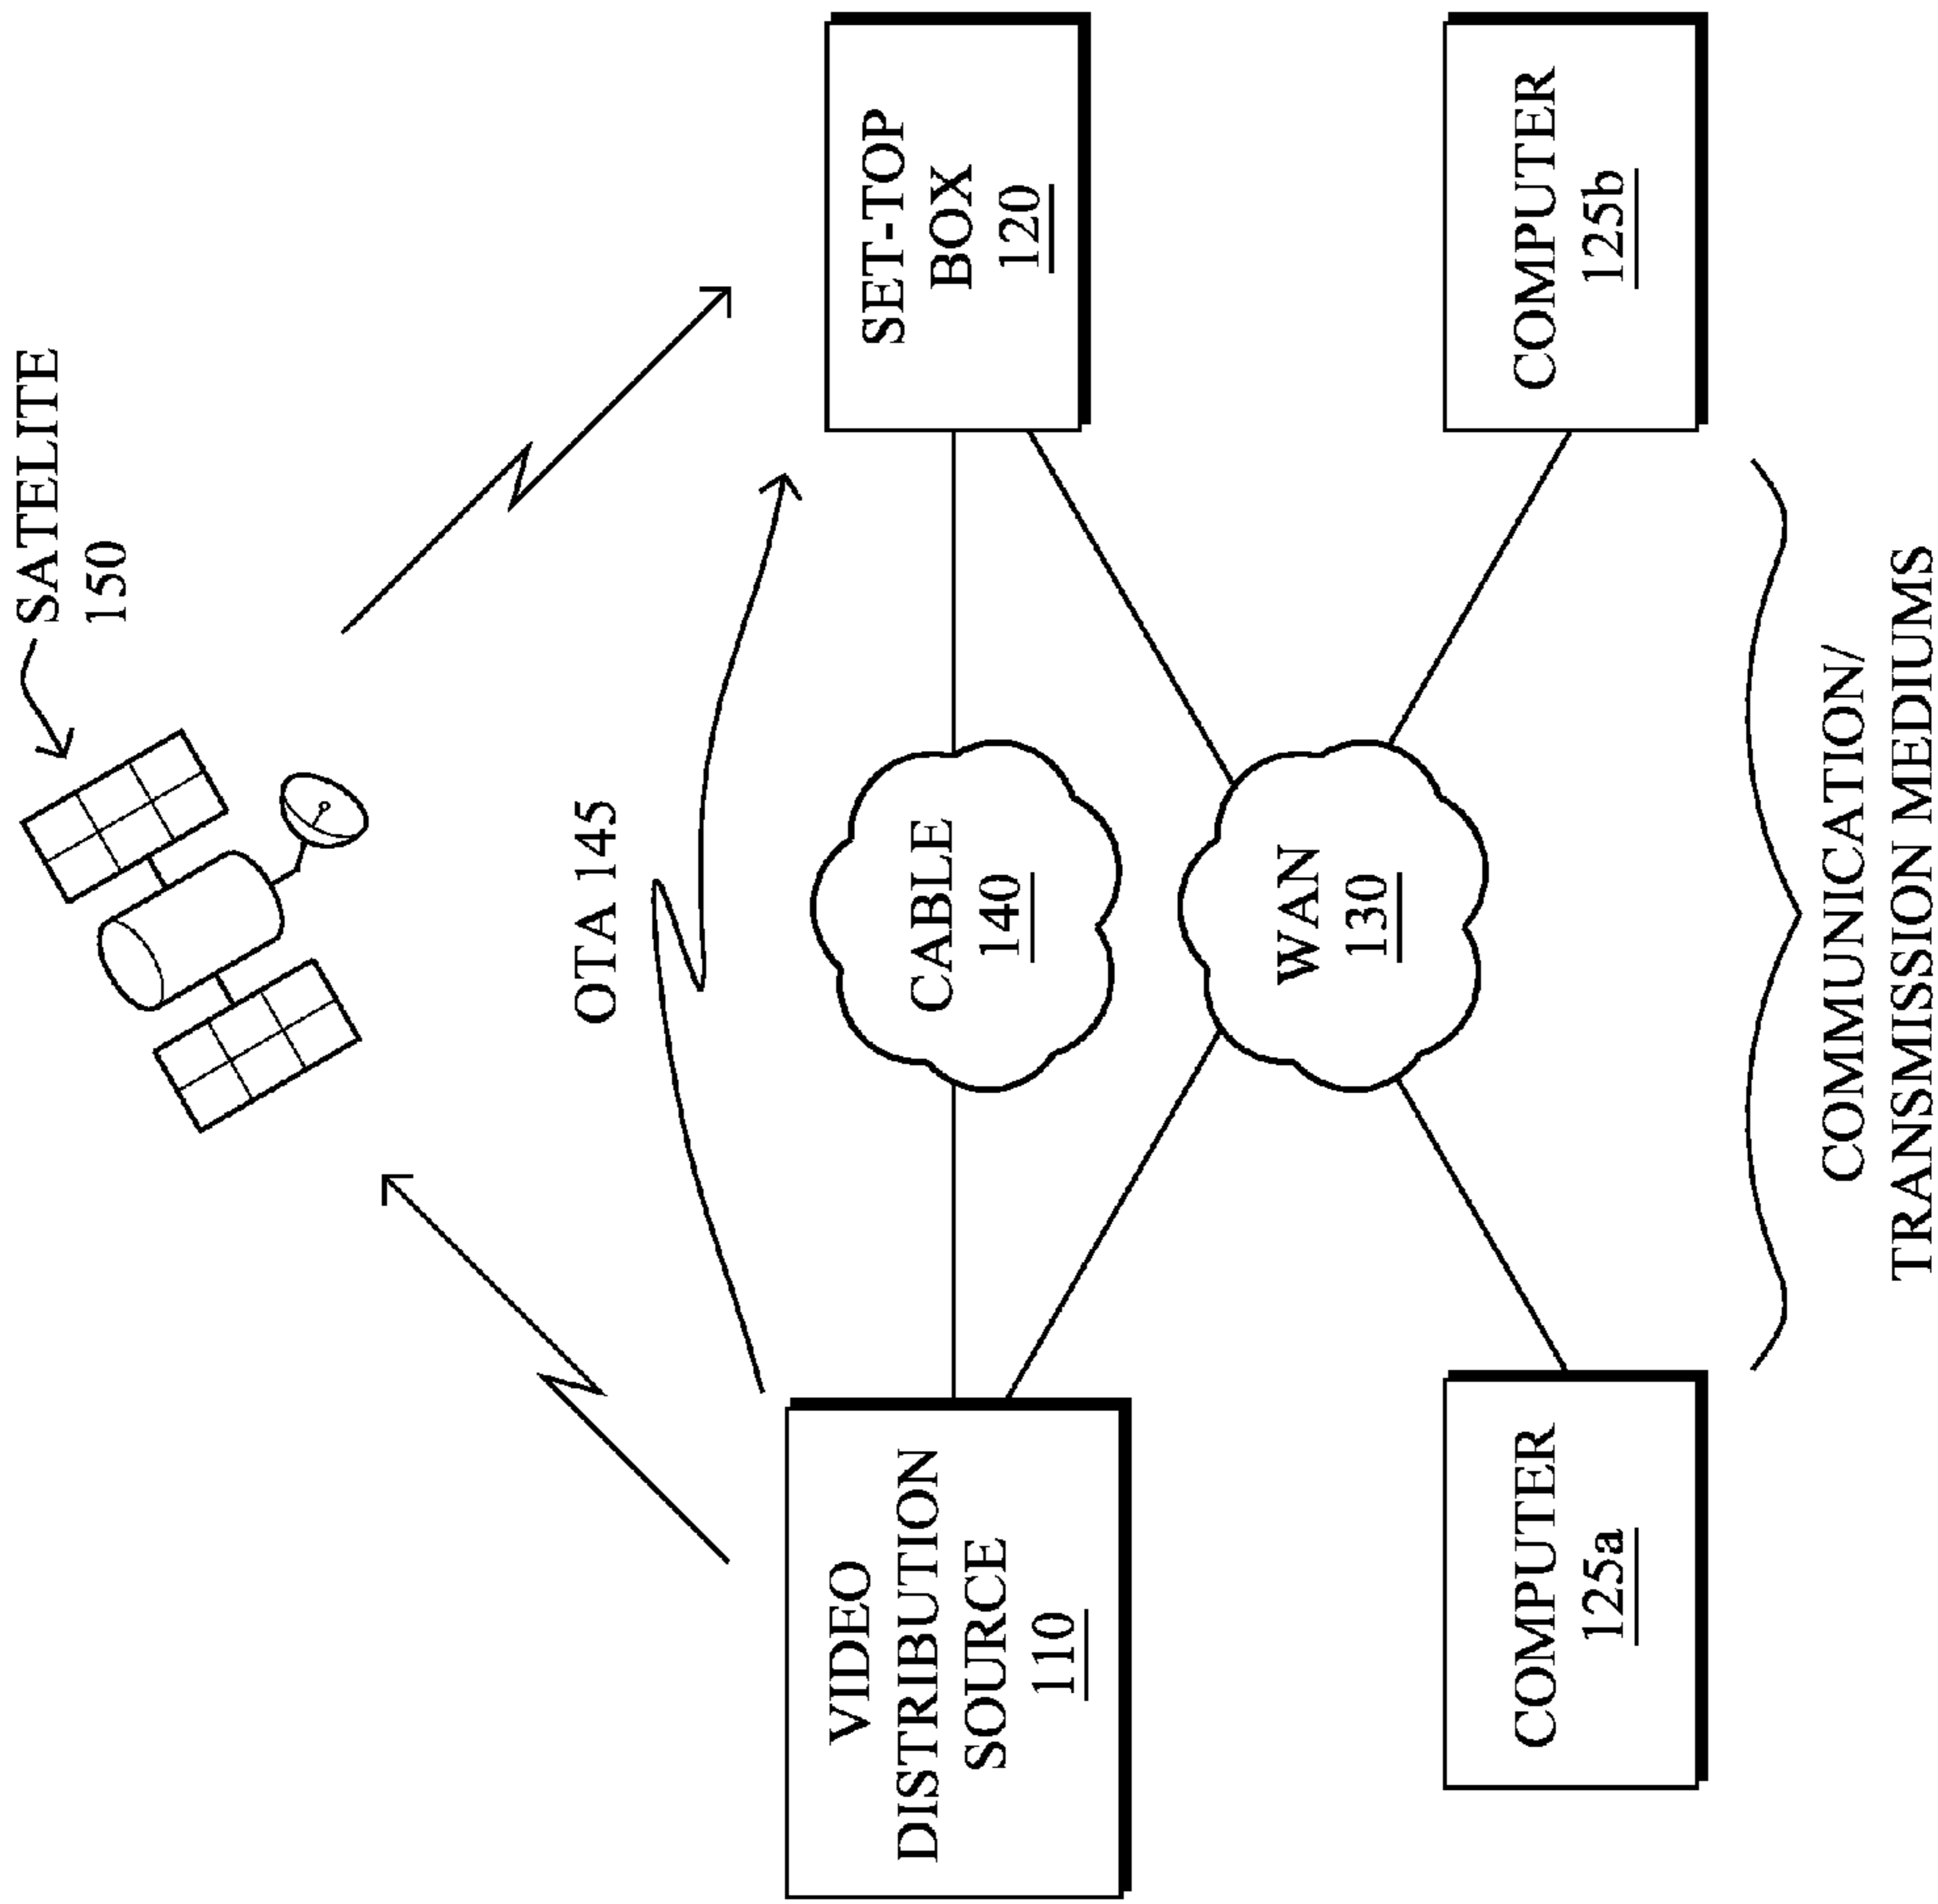 SATELLITE
150
OTA 145
VIDEO
DISTRIBUTION
SOURCE
110
CABLE
140
SET-TOP
BOX
120
WAN
130
COMPUTER
125a
COMPUTER
125b
COMMUNICATION/
TRANSMISSION MEDIUMS